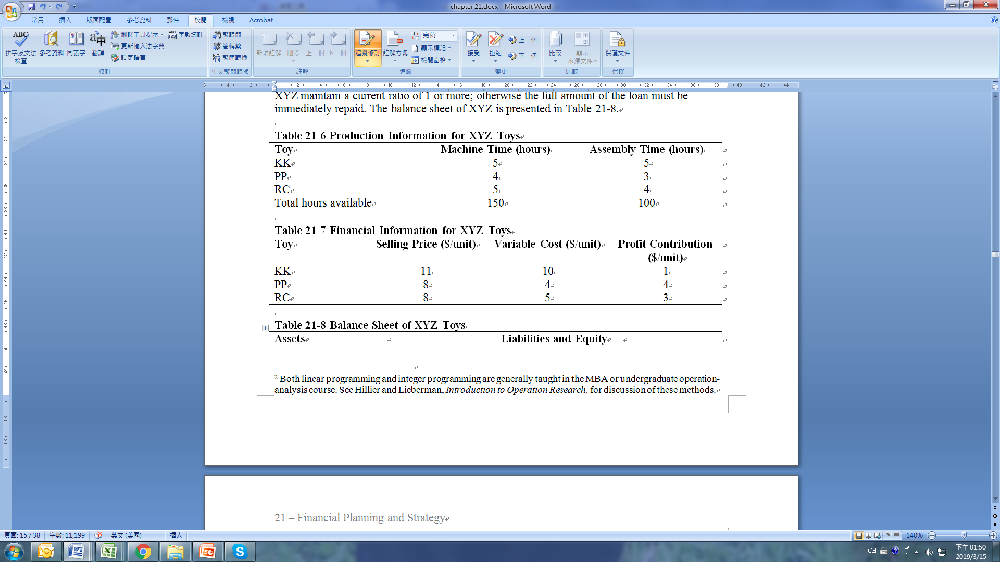 chapter 21.docx - Microsoft Word
常用 插入 版面配置 參考資料 郵件 校閱 檢視 Acrobat
ABC 拼字及文法檢查 參考資料 同義字 翻譯 翻譯工具提示 ABC 123 字數統計
更新輸入法字典
設定語言
校訂
繁轉簡
簡轉繁
繁簡轉換
中文繁簡轉換
新增註解 刪除 上一個 下一個
註解
追蹤修訂 註解方塊 完稿
顯示標記
檢閱窗格
追蹤
接受 拒絕 上一個
下一個
變更
比較 顯示來源文件
比較
保護文件
保護
XYZ maintain a current ratio of 1 or more; otherwise the full amount of the loan must be
immediately repaid. The balance sheet of XYZ is presented in Table 21-8.
Table 21-6 Production Information for XYZ Toys
Toy Machine Time (hours) Assembly Time (hours)
KK 5 5
PP 4 3
RC 5 4
Total hours available 150 100
Table 21-7 Financial Information for XYZ Toys
Toy Selling Price ($/unit) Variable Cost ($/unit) Profit Contribution
($/unit)
KK 11 10 1
PP 8 4 4
RC 8 5 3
Table 21-8 Balance Sheet of XYZ Toys
Assets Liabilities and Equity
2 Both linear programming and integer programming are generally taught in the MBA or undergraduate operation-
analysis course. See Hillier and Lieberman, Introduction to Operation Research, for discussion of these methods.
21 – Financial Planning and Strategy
頁面: 15 / 38 字數: 11,199 英文 (美國) 插入 140%
CH 下午 01:50
2019/3/15